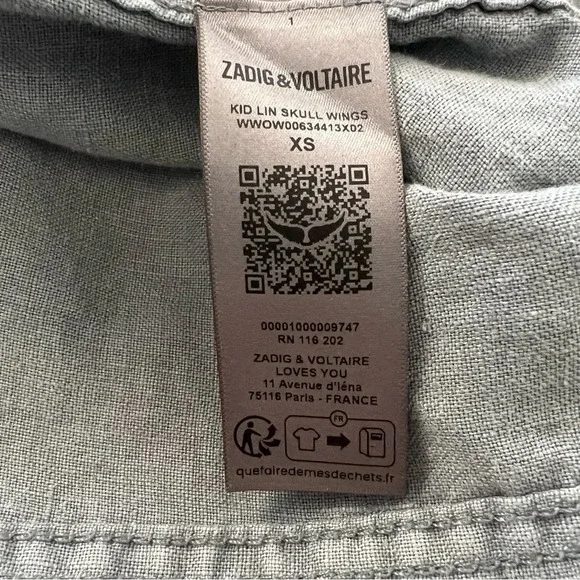 1
ZADIG&VOLTAIRE
KID LIN SKULL WINGS
WWOW00634413X02
XS
00001000009747
RN 116 202
ZADIG & VOLTAIRE
LOVES YOU
11 Avenue d'Iéna
75116 Paris - FRANCE
FR
quefairedemesdechets.fr